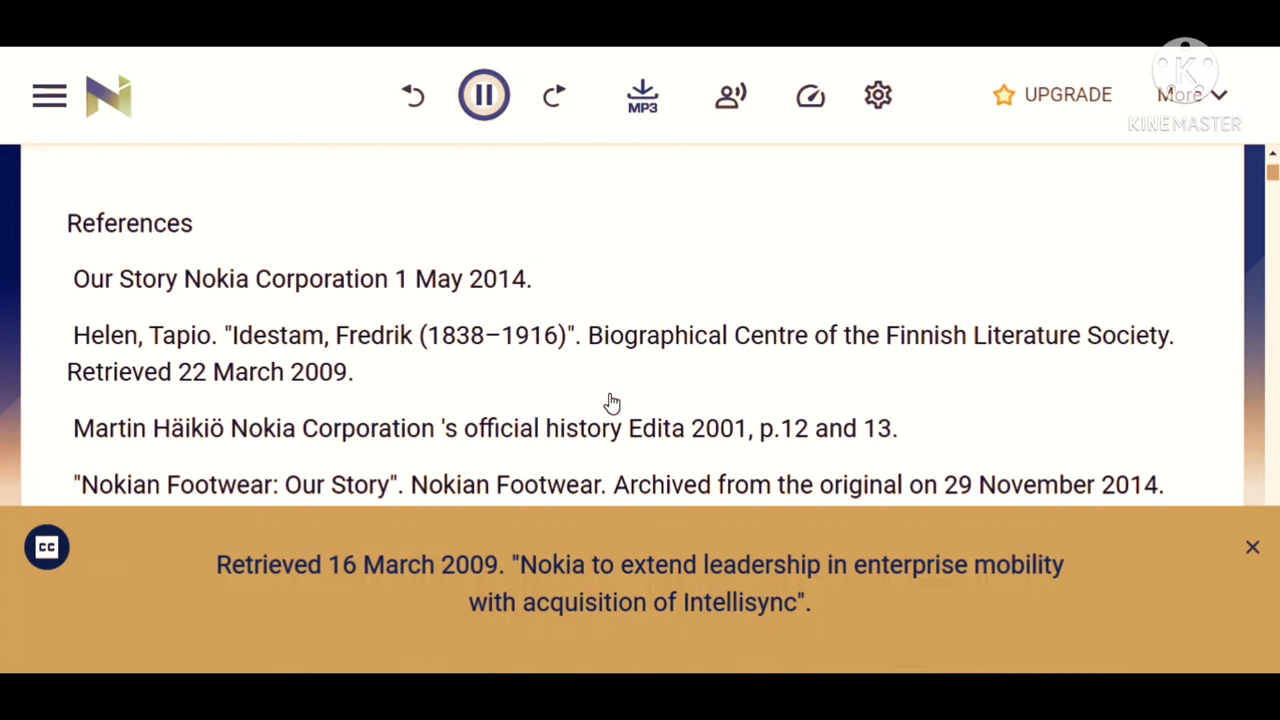 MP3
UPGRADE
More
K
KINEMASTER
References
Our Story Nokia Corporation 1 May 2014.
Helen, Tapio. "Idestam, Fredrik (1838–1916)". Biographical Centre of the Finnish Literature Society.
Retrieved 22 March 2009.
Martin Häikiö Nokia Corporation 's official history Edita 2001, p.12 and 13.
"Nokian Footwear: Our Story". Nokian Footwear. Archived from the original on 29 November 2014.
CC
Retrieved 16 March 2009. "Nokia to extend leadership in enterprise mobility
with acquisition of Intellisync".